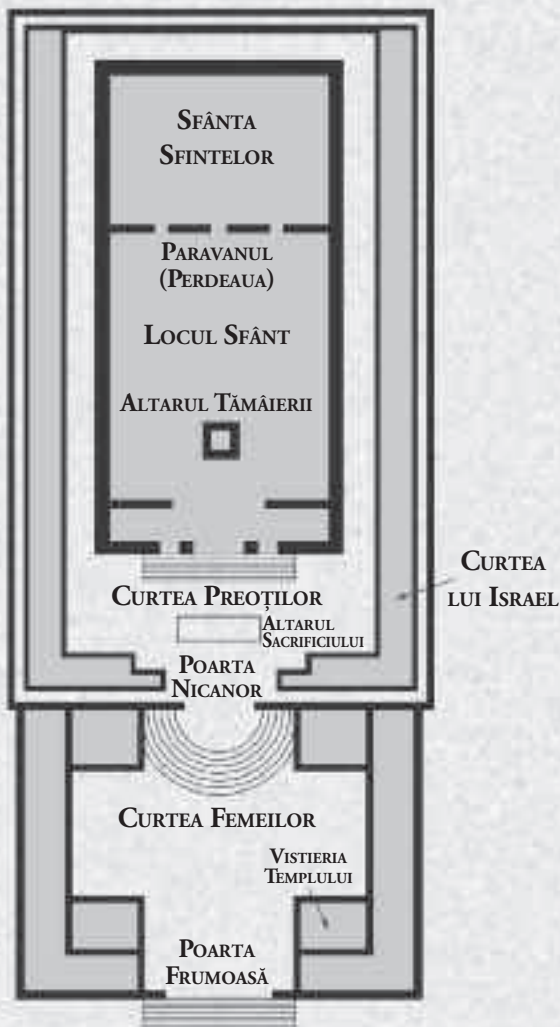 SFÂNTA
SFINTELOR
PARAVANUL
(PERDEAUA)
LOCUL SFÂNT
ALTARUL TĂMÂIERII
CURTEA
LUI ISRAEL
CURTEA PREOȚILOR
ALTARUL
SACRIFICIULUI
POARTA
NICANOR
CURTEA FEMEILOR
VISTIERIA
TEMPLULUI
POARTA
FRUMOASĂ